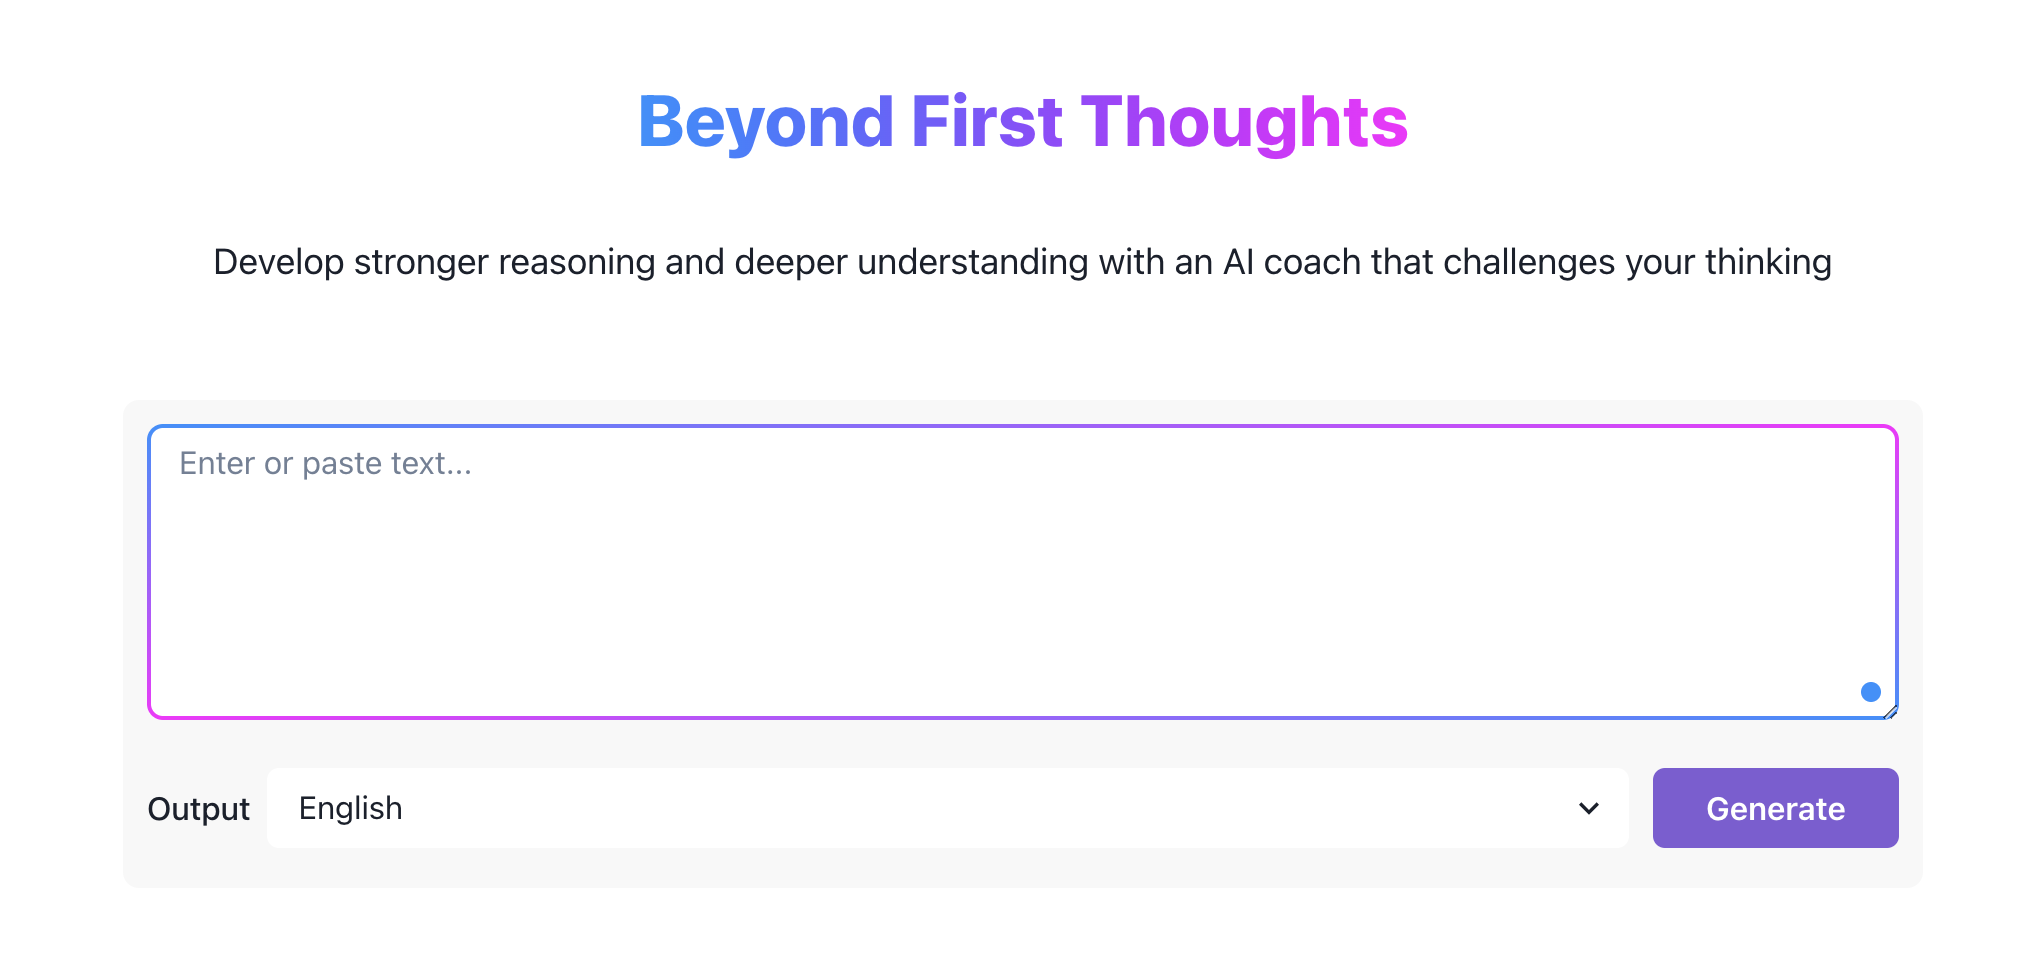 Beyond First Thoughts
Develop stronger reasoning and deeper understanding with an AI coach that challenges your thinking
Enter or paste text...
Output
English
Generate